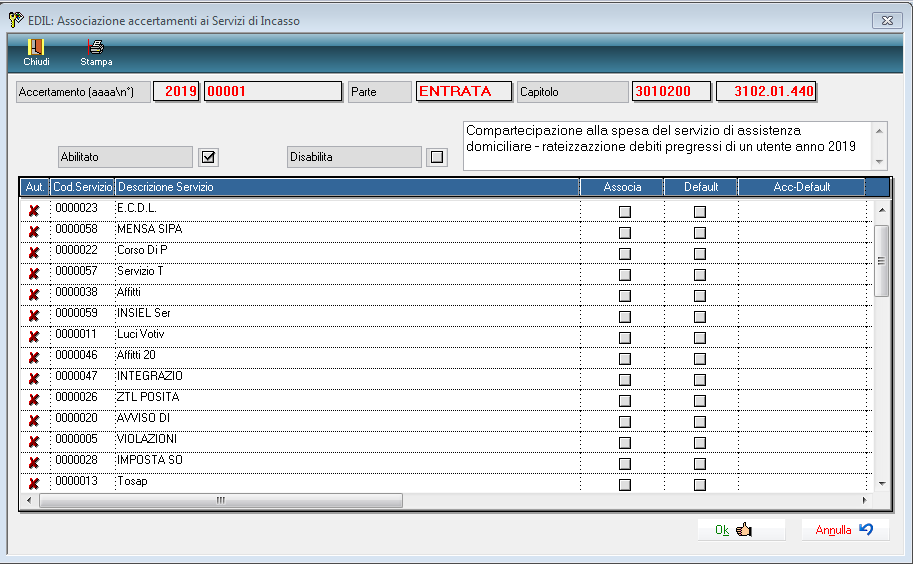 EDIL: Associazione accertamenti ai Servizi di Incasso
Chiudi Stampa
Accertamento (aaaa\n°) 2019 00001 Parte ENTRATA Capitolo 3010200 3102.01.440
Compartecipazione alla spesa del servizio di assistenza
domiciliare - rateizzazzione debiti pregressi di un utente anno 2019
Abilitato Disabilita
Aut. Cod.Servizio Descrizione Servizio Associa Default Acc-Default
0000023 E.C.D.L.
0000058 MENSA SIPA
0000022 Corso Di P
0000057 Servizio T
0000038 Affitti
0000059 INSIEL Ser
0000011 Luci Votiv
0000046 Affitti 20
0000047 INTEGRAZIO
0000026 ZTL POSITA
0000020 AVVISO DI
0000005 VIOLAZIONI
0000028 IMPOSTA SO
0000013 Tosap
Ok Annulla